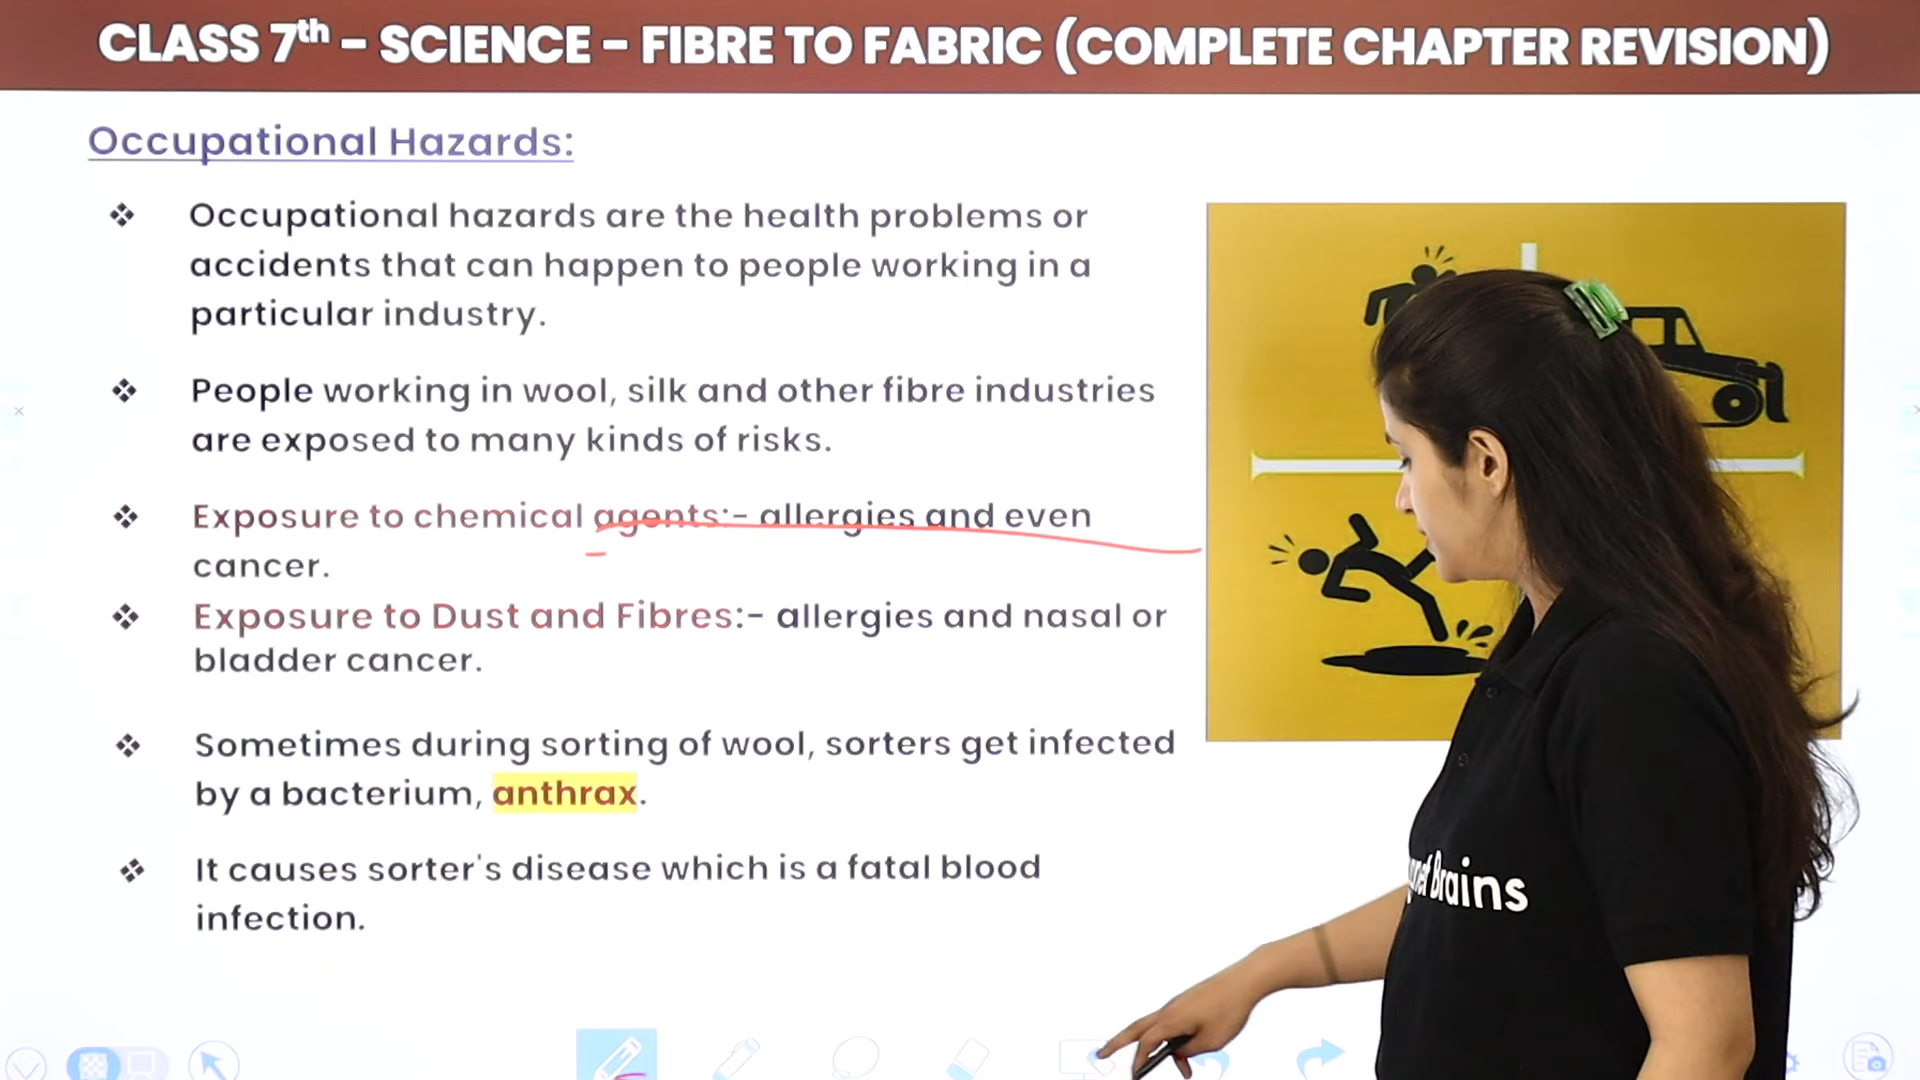 CLASS 7th – SCIENCE – FIBRE TO FABRIC (COMPLETE CHAPTER REVISION)
Occupational Hazards:
❖ Occupational hazards are the health problems or
accidents that can happen to people working in a
particular industry.
❖ People working in wool, silk and other fibre industries
are exposed to many kinds of risks.
❖ Exposure to chemical agents:- allergies and even
cancer.
❖ Exposure to Dust and Fibres:- allergies and nasal or
bladder cancer.
❖ Sometimes during sorting of wool, sorters get infected
by a bacterium, anthrax.
❖ It causes sorter's disease which is a fatal blood
infection.
Brains